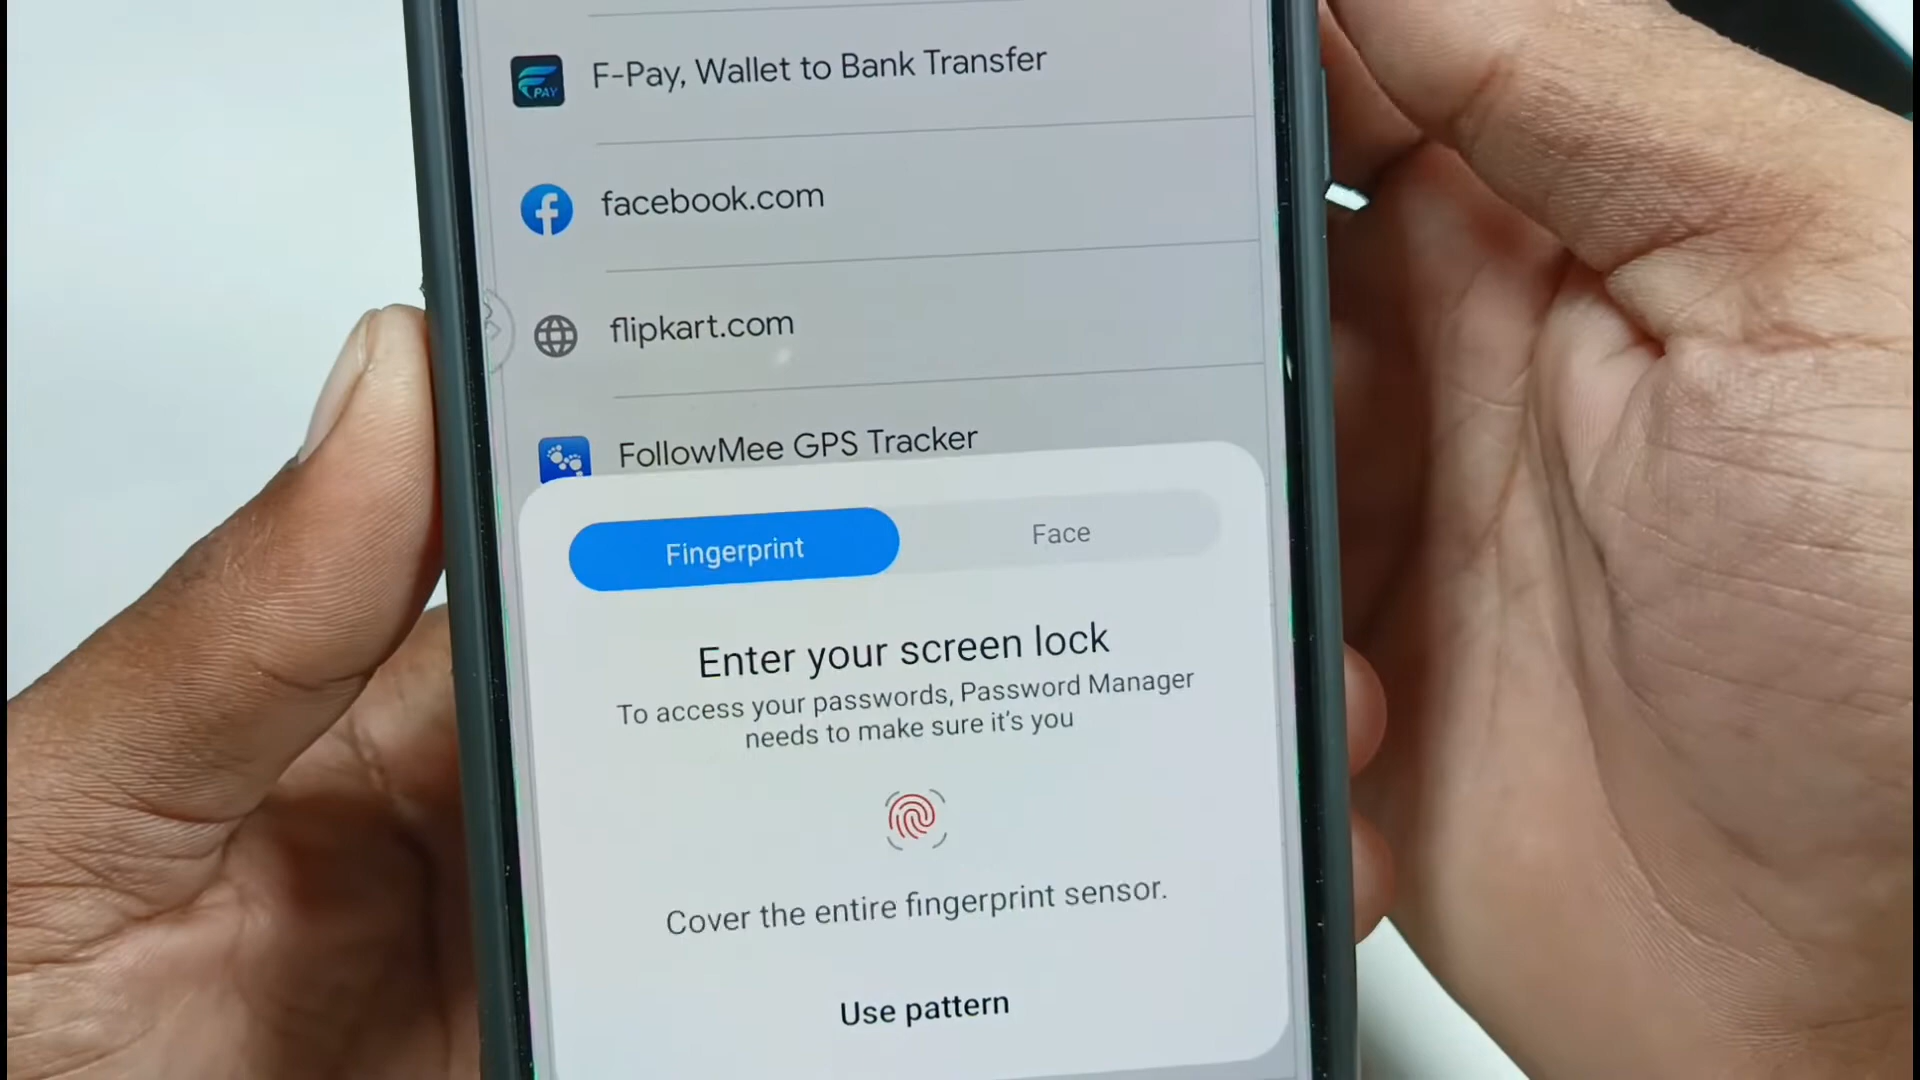 F-Pay, Wallet to Bank Transfer
PAY
facebook.com
flipkart.com
FollowMee GPS Tracker
Fingerprint
Face
Enter your screen lock
To access your passwords, Password Manager
needs to make sure it's you
Cover the entire fingerprint sensor.
Use pattern